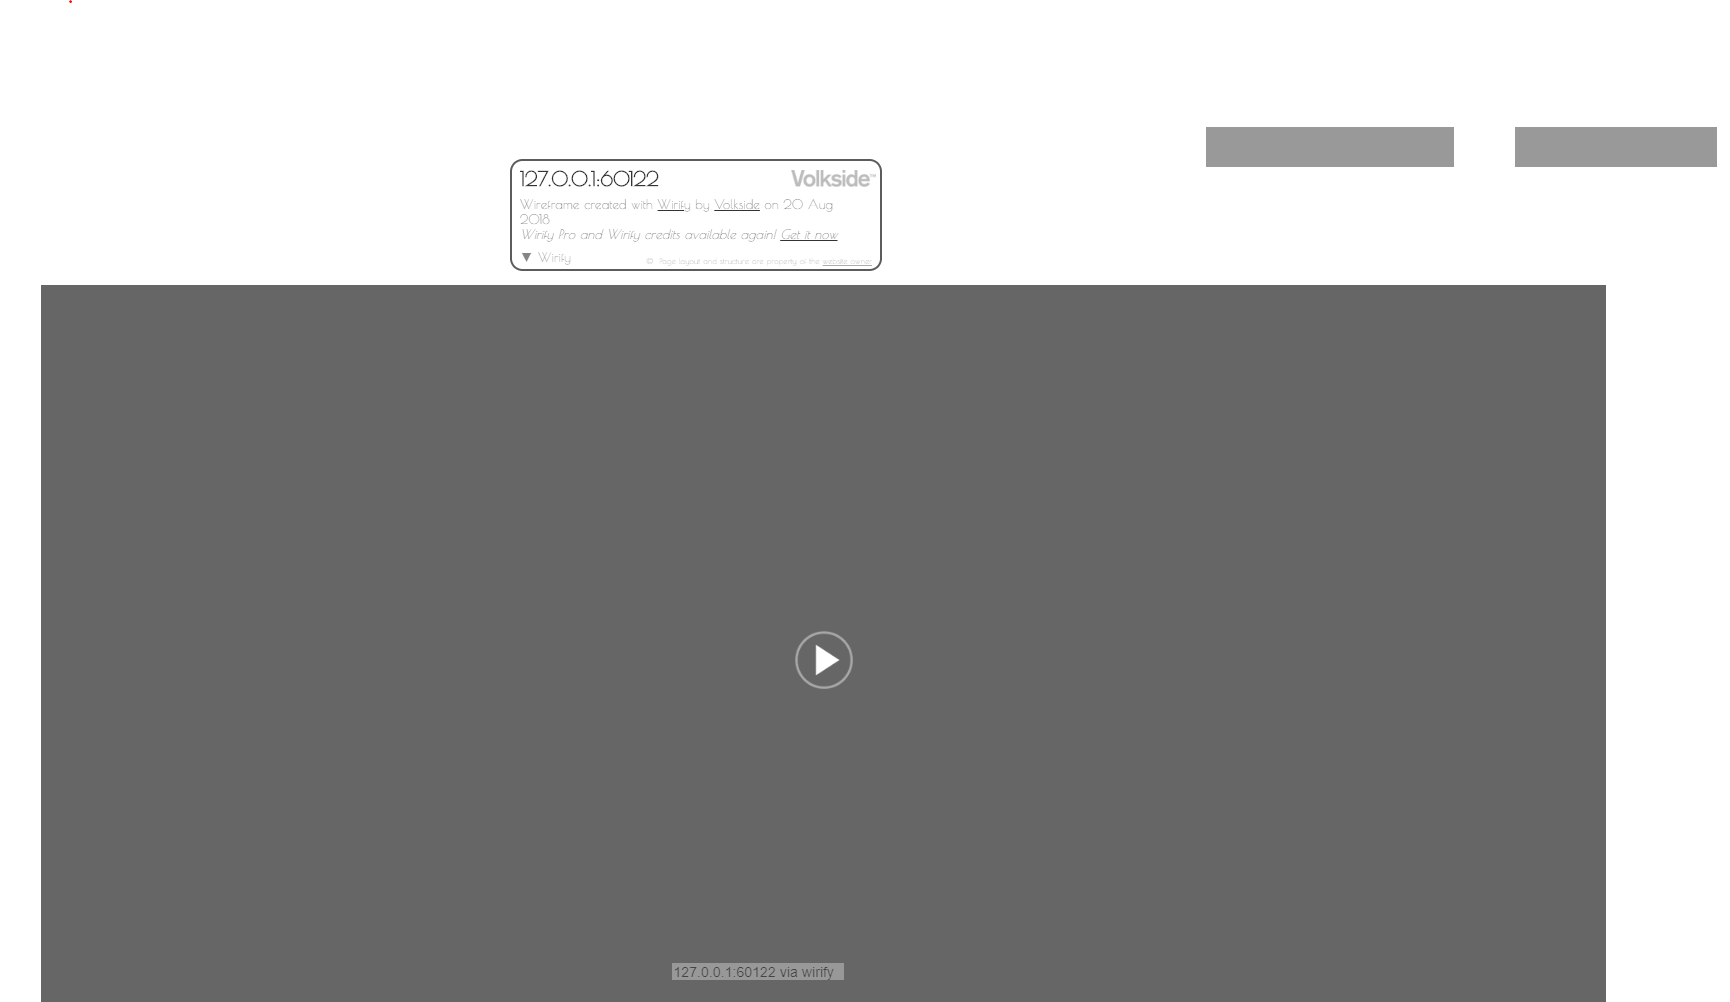 127.0.0.1:60122
Volkside™
Wireframe created with Wirify by Volkside on 20 Aug
2018
Wirify Pro and Wirify credits available again! Get it now
▼ Wirify
© Page layout and structure are property of the website owner
127.0.0.1:60122 via wirify